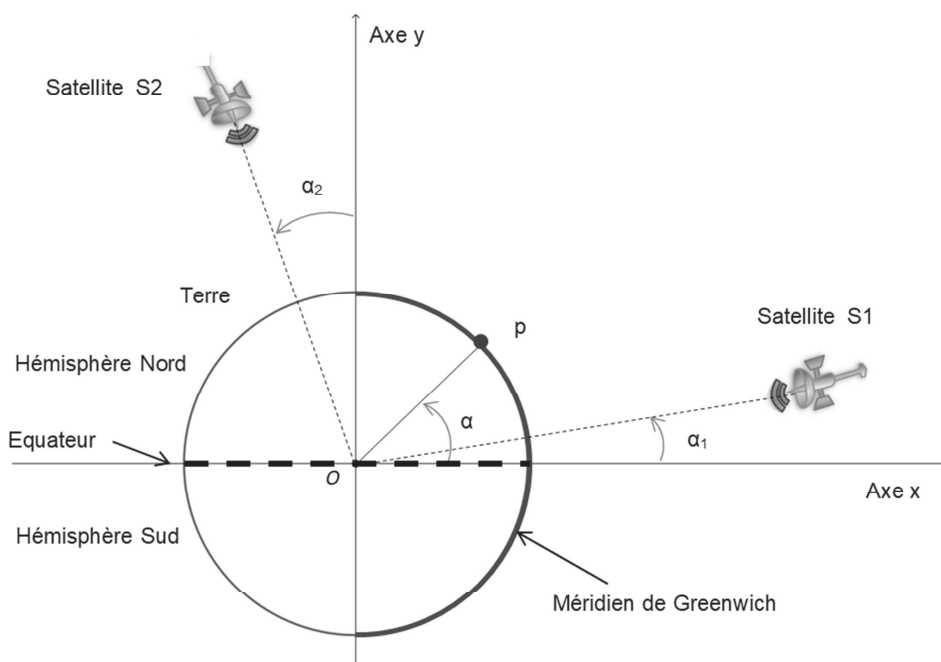 Axe y
Satellite S2
α₂
Terre
p
Satellite S1
Hémisphère Nord
α
α₁
Equateur
O
Axe x
Hémisphère Sud
Méridien de Greenwich